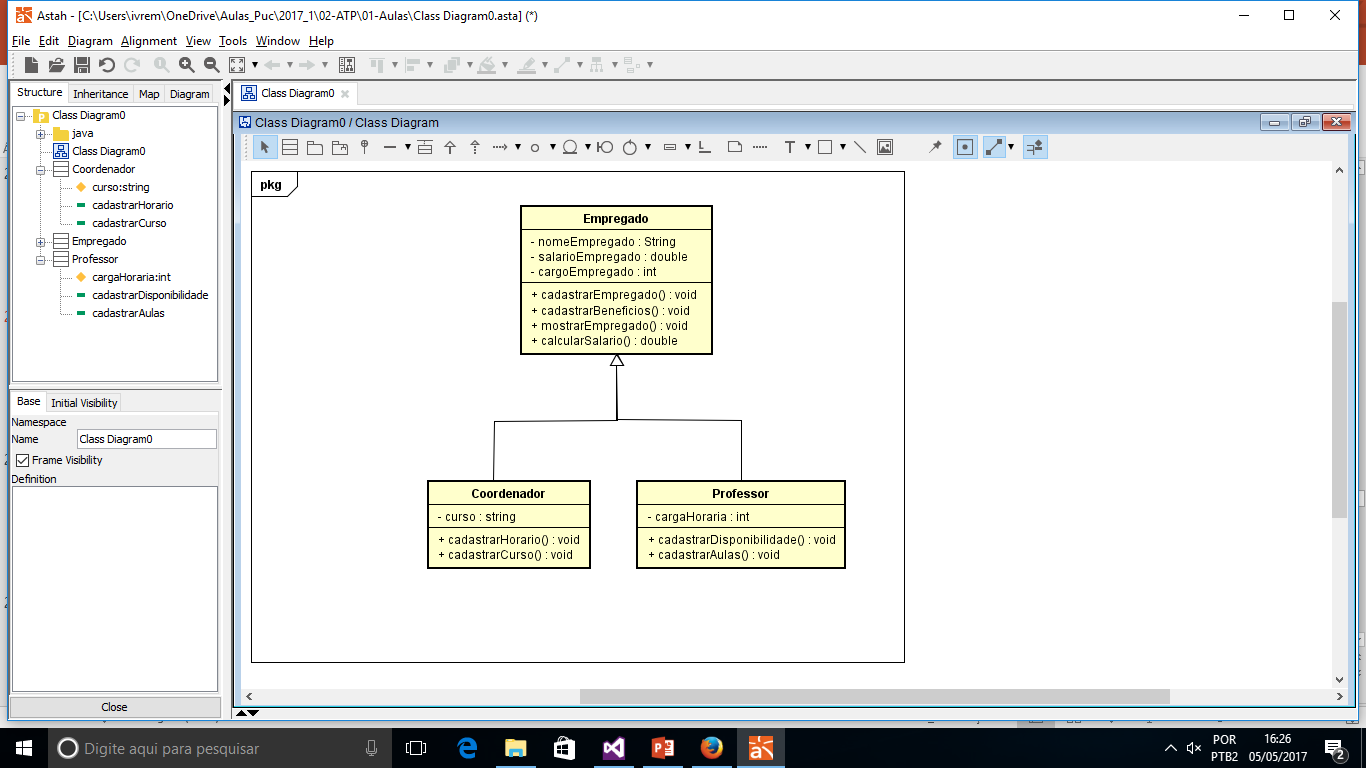 Astah - [C:\Users\ivrem\OneDrive\Aulas_Puc\2017_1\02-ATP\01-Aulas\Class Diagram0.asta] (*)
File Edit Diagram Alignment View Tools Window Help
Structure Inheritance Map Diagram
Class Diagram0
java
Class Diagram0
Coordenador
curso:string
cadastrarHorario
cadastrarCurso
Empregado
Professor
cargaHoraria:int
cadastrarDisponibilidade
cadastrarAulas
Base Initial Visibility
Namespace
Name Class Diagram0
Frame Visibility
Definition
Close
Class Diagram0
Class Diagram0 / Class Diagram
pkg
Empregado
- nomeEmpregado : String
- salarioEmpregado : double
- cargoEmpregado : int
+ cadastrarEmpregado() : void
+ cadastrarBeneficios() : void
+ mostrarEmpregado() : void
+ calcularSalario() : double
Coordenador
- curso : string
+ cadastrarHorario() : void
+ cadastrarCurso() : void
Professor
- cargaHoraria : int
+ cadastrarDisponibilidade() : void
+ cadastrarAulas() : void
Digite aqui para pesquisar
POR
PTB2
16:26
05/05/2017
2